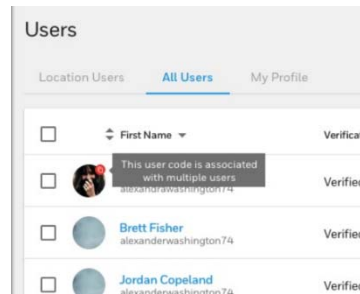 Users
Location Users All Users My Profile
First Name
This user code is associated
with multiple users
alexandrawashington74
Verified
Brett Fisher
alexanderwashington74
Verified
Jordan Copeland
alexanderwashington74
Verified